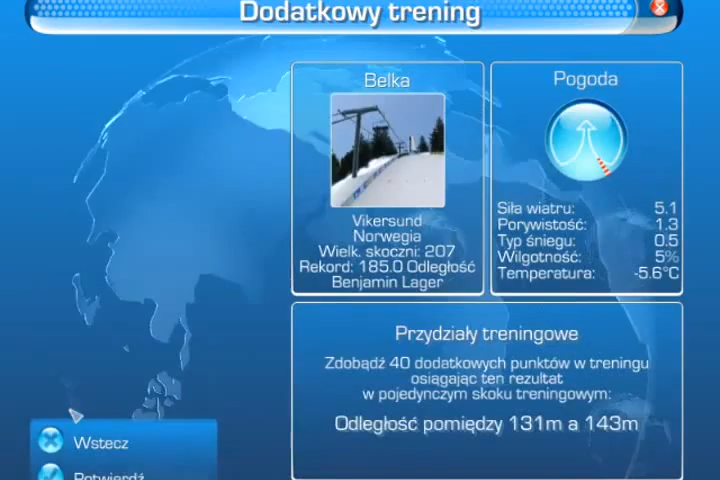 Dodatkowy trening
Belka
Vikersund
Norwegia
Wielk. skoczni: 207
Rekord: 185.0 Odległość
Benjamin Lager
Pogoda
Siła wiatru: 5.1
Porywistość: 1.3
Typ śniegu: 0.5
Wilgotność: 5%
Temperatura: -5.6°C
Przydziały treningowe
Zdobądź 40 dodatkowych punktów w treningu
osiągając ten rezultat
w pojedynczym skoku treningowym:
Odległość pomiędzy 131m a 143m
Wstecz
Potwierdź